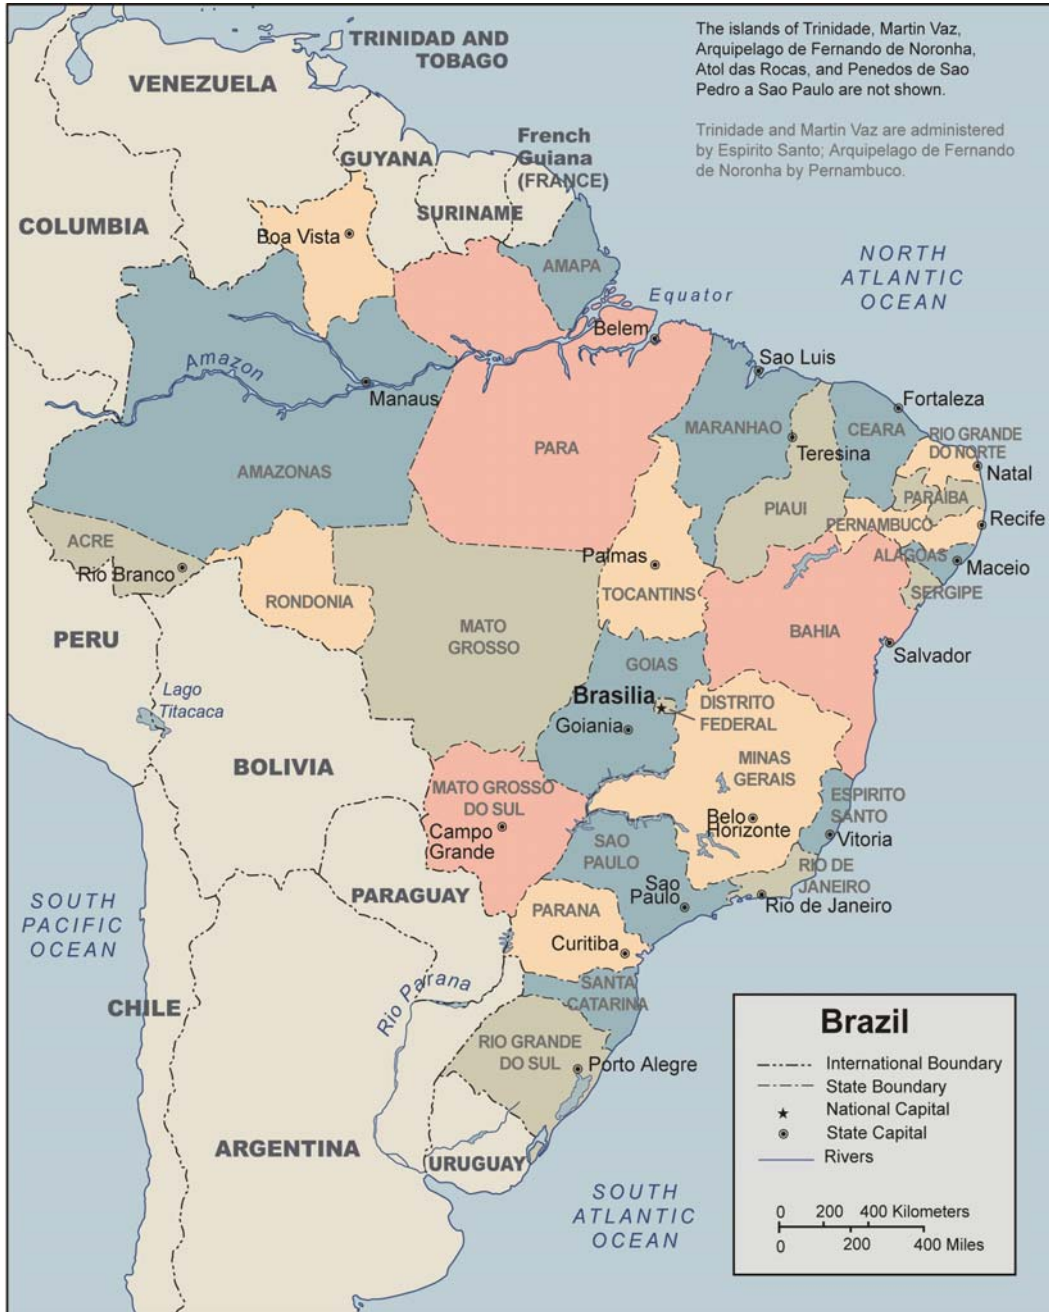 The islands of Trinidade, Martin Vaz,
Arquipelago de Fernando de Noronha,
Atol das Rocas, and Penedos de Sao
Pedro a Sao Paulo are not shown.
Trinidade and Martin Vaz are administered
by Espirito Santo; Arquipelago de Fernando
de Noronha by Pernambuco.
TRINIDAD AND
TOBAGO
VENEZUELA
French
Guiana
(FRANCE)
GUYANA
SURINAME
COLUMBIA
Boa Vista
AMAPA
NORTH
ATLANTIC
OCEAN
Equator
Belem
Amazon
Manaus
Sao Luis
Fortaleza
MARANHAO
CEARA
RIO GRANDE
DO NORTE
Teresina
Natal
PARA
AMAZONAS
PIAUI
PARAIBA
PERNAMBUCO
Recife
ACRE
Rio Branco
Palmas
ALAGOAS
Maceio
RONDONIA
TOCANTINS
SERGIPE
MATO
GROSSO
BAHIA
PERU
Salvador
GOIAS
Lago
Titacaca
Brasilia
DISTRITO
FEDERAL
Goiania
BOLIVIA
MINAS
GERAIS
MATO GROSSO
DO SUL
ESPIRITO
SANTO
Campo
Grande
Belo
Horizonte
Vitoria
SAO
PAULO
RIO DE
JANEIRO
PARAGUAY
Sao
Paulo
Rio de Janeiro
SOUTH
PACIFIC
OCEAN
PARANA
Curitiba
Rio Parana
SANTA
CATARINA
CHILE
RIO GRANDE
DO SUL
Porto Alegre
ARGENTINA
URUGUAY
SOUTH
ATLANTIC
OCEAN
Brazil
International Boundary
State Boundary
National Capital
State Capital
Rivers
0 200 400 Kilometers
0 200 400 Miles